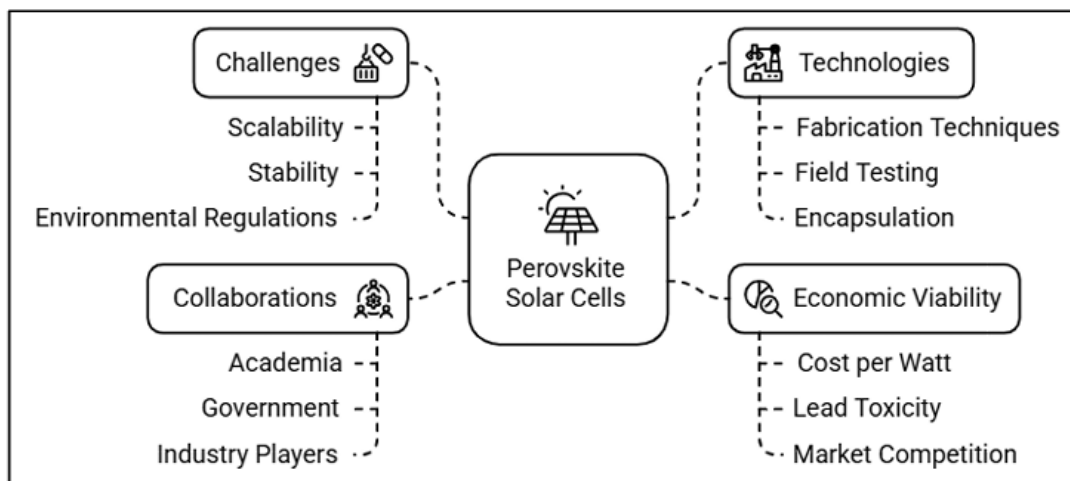 Challenges
Scalability
Stability
Environmental Regulations
Collaborations
Academia
Government
Industry Players
Perovskite
Solar Cells
Technologies
Fabrication Techniques
Field Testing
Encapsulation
Economic Viability
Cost per Watt
Lead Toxicity
Market Competition